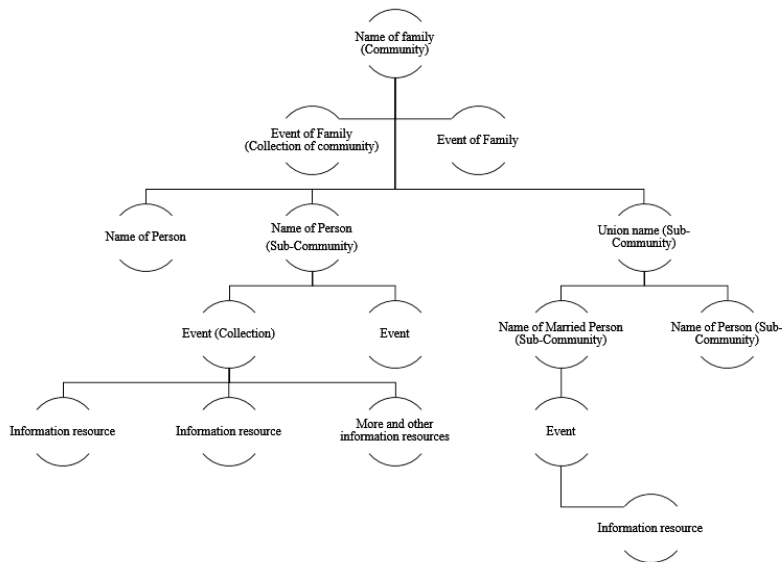 Name of family
(Community)
Event of Family
(Collection of community)
Event of Family
Name of Person
Name of Person
(Sub-Community)
Union name (Sub-
Community)
Event (Collection)
Event
Name of Married Person
(Sub-Community)
Name of Person (Sub-
Community)
Information resource
Information resource
More and other
information resources
Event
Information resource